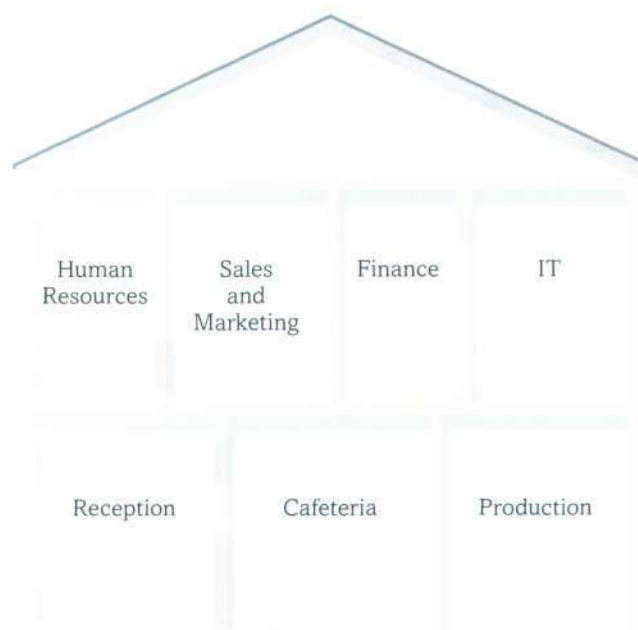 Human
Resources
Sales
and
Marketing
Finance
IT
Reception
Cafeteria
Production